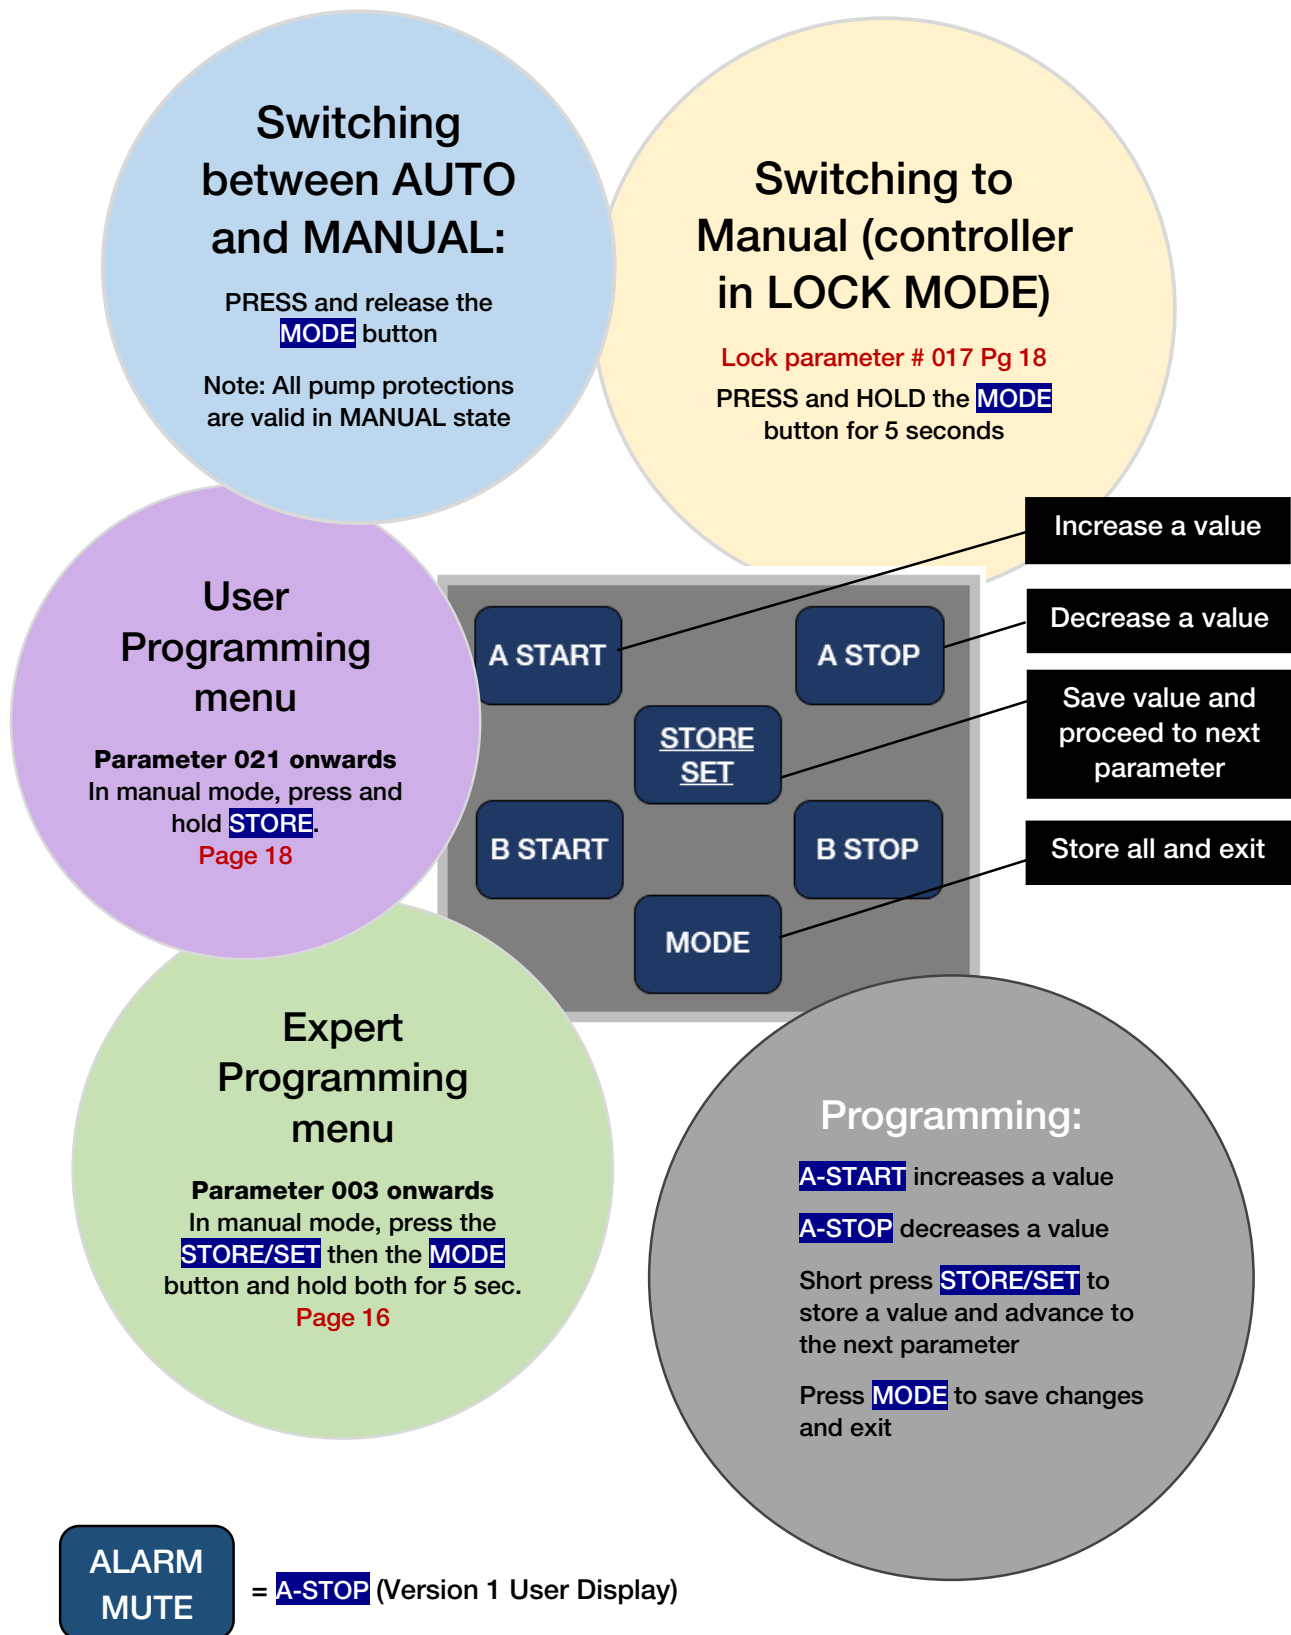 Switching
between AUTO
and MANUAL:
PRESS and release the
MODE button
Note: All pump protections
are valid in MANUAL state
Switching to
Manual (controller
in LOCK MODE)
Lock parameter # 017 Pg 18
PRESS and HOLD the MODE
button for 5 seconds
User
Programming
menu
Parameter 021 onwards
In manual mode, press and
hold STORE.
Page 18
A START
A STOP
STORE
SET
B START
B STOP
MODE
Increase a value
Decrease a value
Save value and
proceed to next
parameter
Store all and exit
Expert
Programming
menu
Parameter 003 onwards
In manual mode, press the
STORE/SET then the MODE
button and hold both for 5 sec.
Page 16
Programming:
A-START increases a value
A-STOP decreases a value
Short press STORE/SET to
store a value and advance to
the next parameter
Press MODE to save changes
and exit
ALARM
MUTE
= A-STOP (Version 1 User Display)